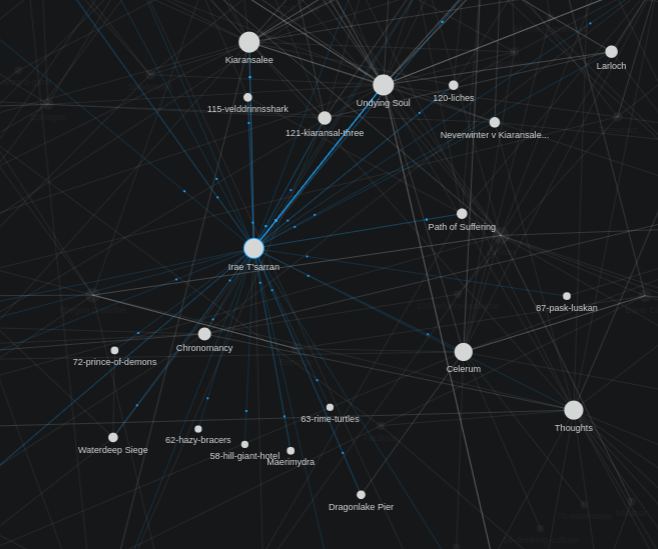 Kiaransalee
Larloch
Undying Soul
120-liches
115-velddrinnsshark
121-kiaransal-three
Neverwinter v Kiaransale...
Path of Suffering
Irae T'sarran
87-pask-luskan
Chronomancy
72-prince-of-demons
Celerum
63-rime-turtles
Thoughts
62-hazy-bracers
Waterdeep Siege
58-hill-giant-hotel
Maerimydra
Dragonlake Pier